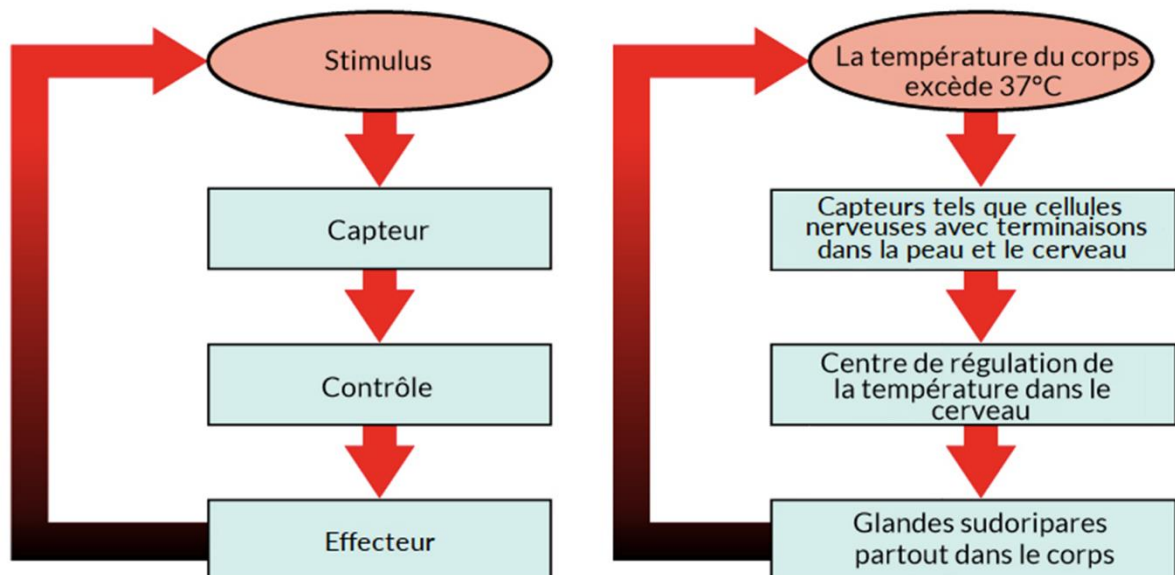 Stimulus
Capteur
Contrôle
Effecteur
La température du corps
excède 37°C
Capteurs tels que cellules
nerveuses avec terminaisons
dans la peau et le cerveau
Centre de régulation de
la température dans le
cerveau
Glandes sudoripares
partout dans le corps